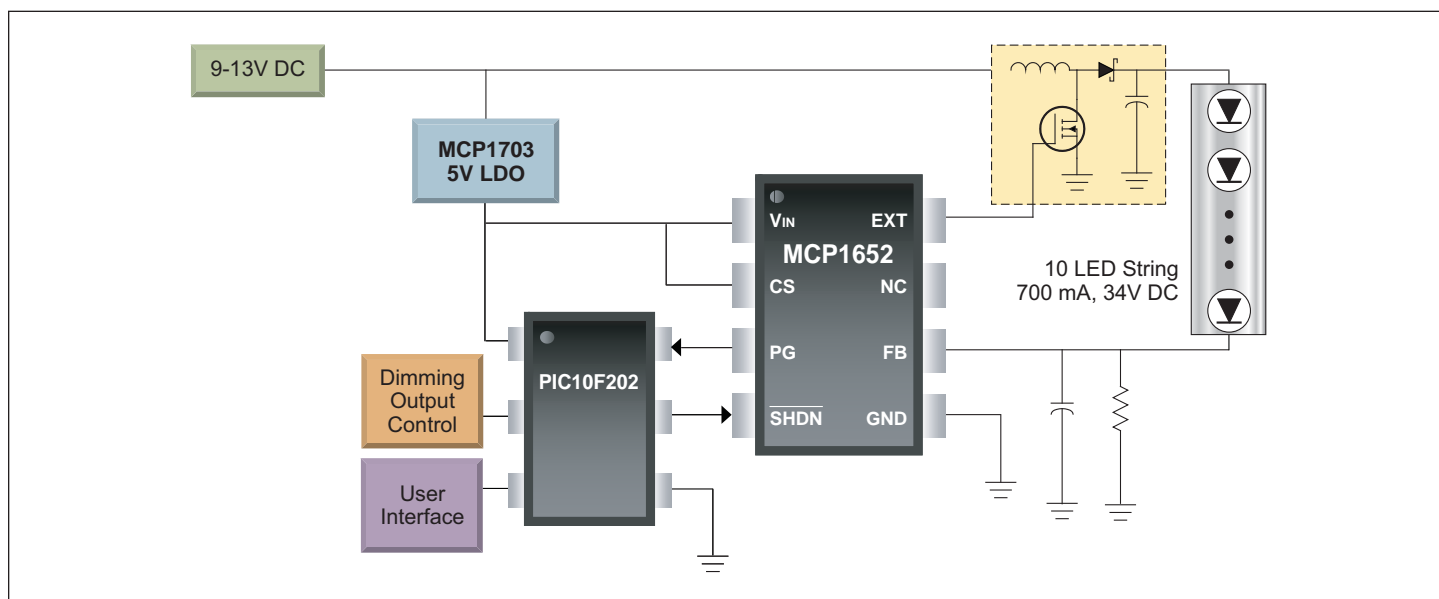 9-13V DC
MCP1703
5V LDO
VIN
EXT
MCP1652
CS
NC
10 LED String
700 mA, 34V DC
PG
FB
PIC10F202
Dimming
Output
Control
SHDN
GND
User
Interface